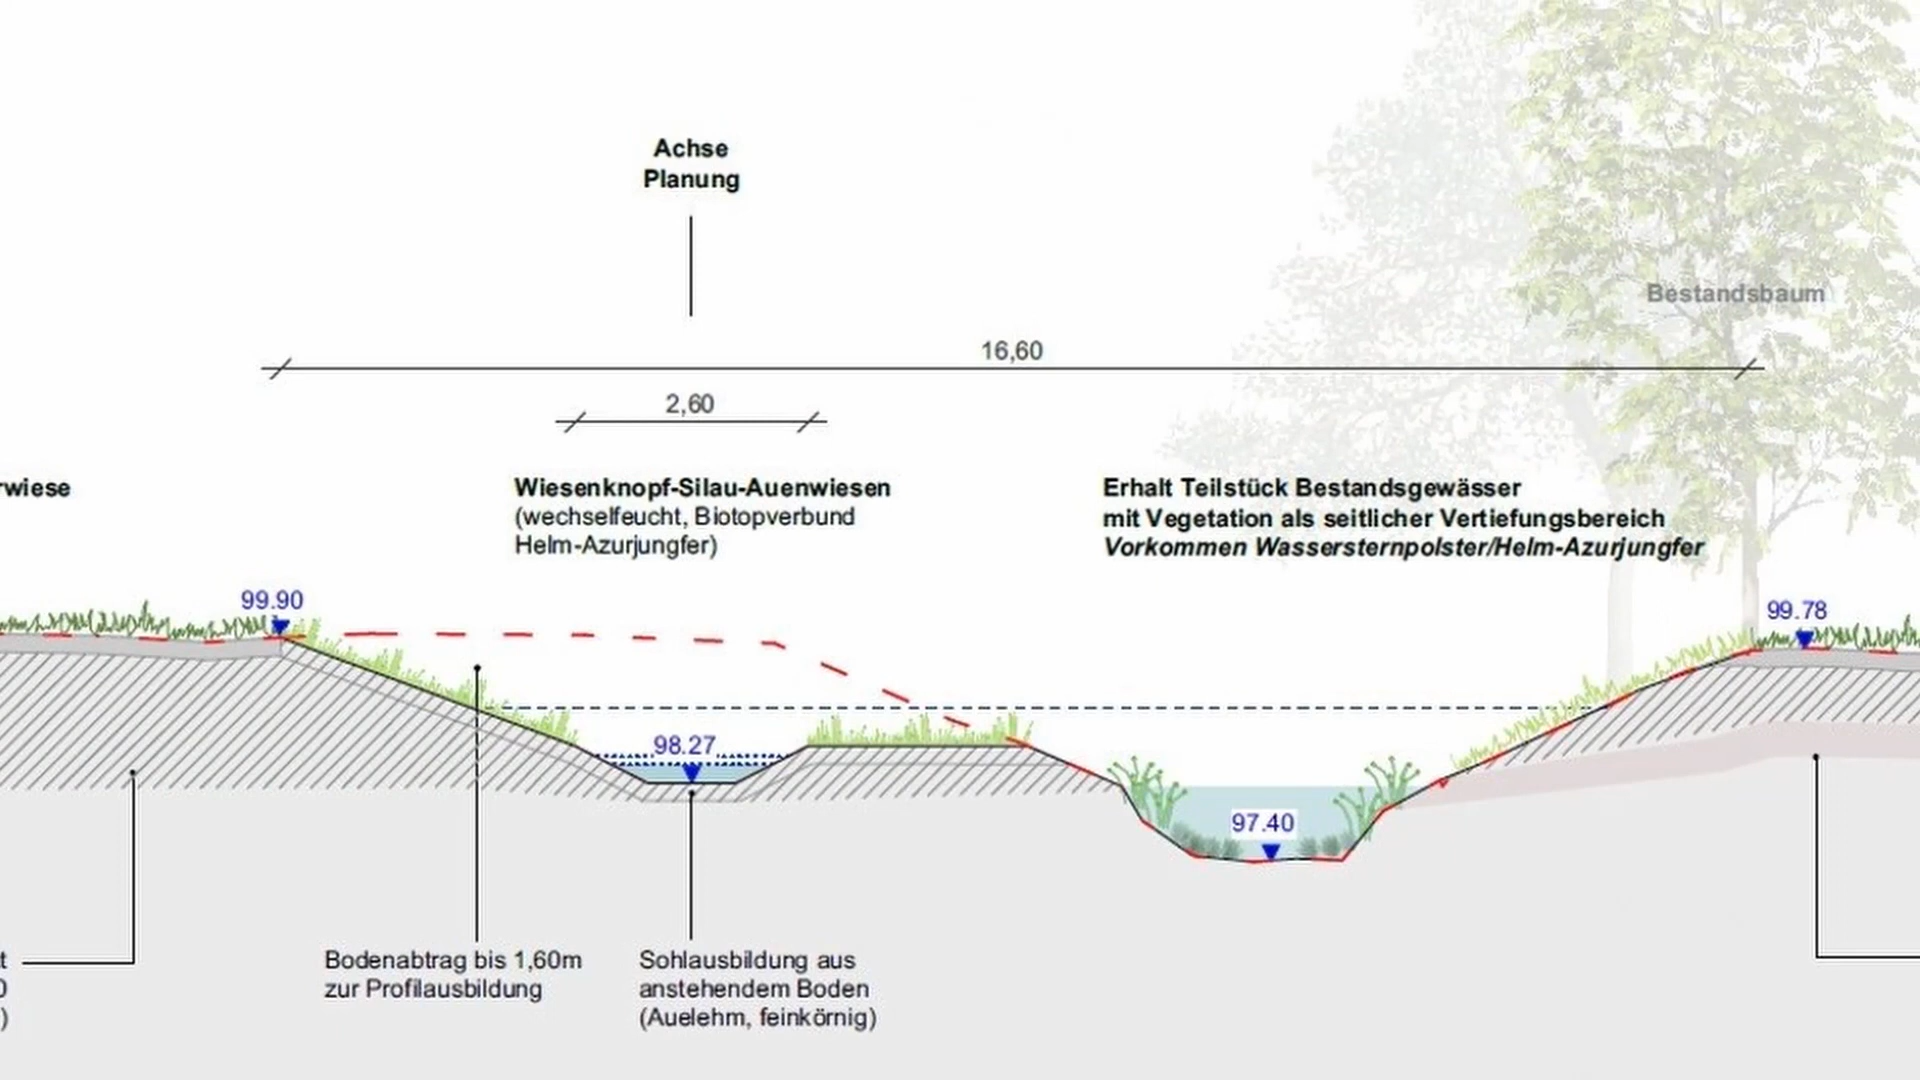 Achse
Planung
Bestandsbaum
16,60
2,60
rwiese
Wiesenknopf-Silau-Auenwiesen
(wechselfeucht, Biotopverbund
Helm-Azurjungfer)
Erhalt Teilstück Bestandsgewässer
mit Vegetation als seitlicher Vertiefungsbereich
Vorkommen Wassersternpolster/Helm-Azurjungfer
99.90
99.78
98.27
97.40
t
0
)
Bodenabtrag bis 1,60m
zur Profilausbildung
Sohlausbildung aus
anstehendem Boden
(Auelehm, feinkörnig)